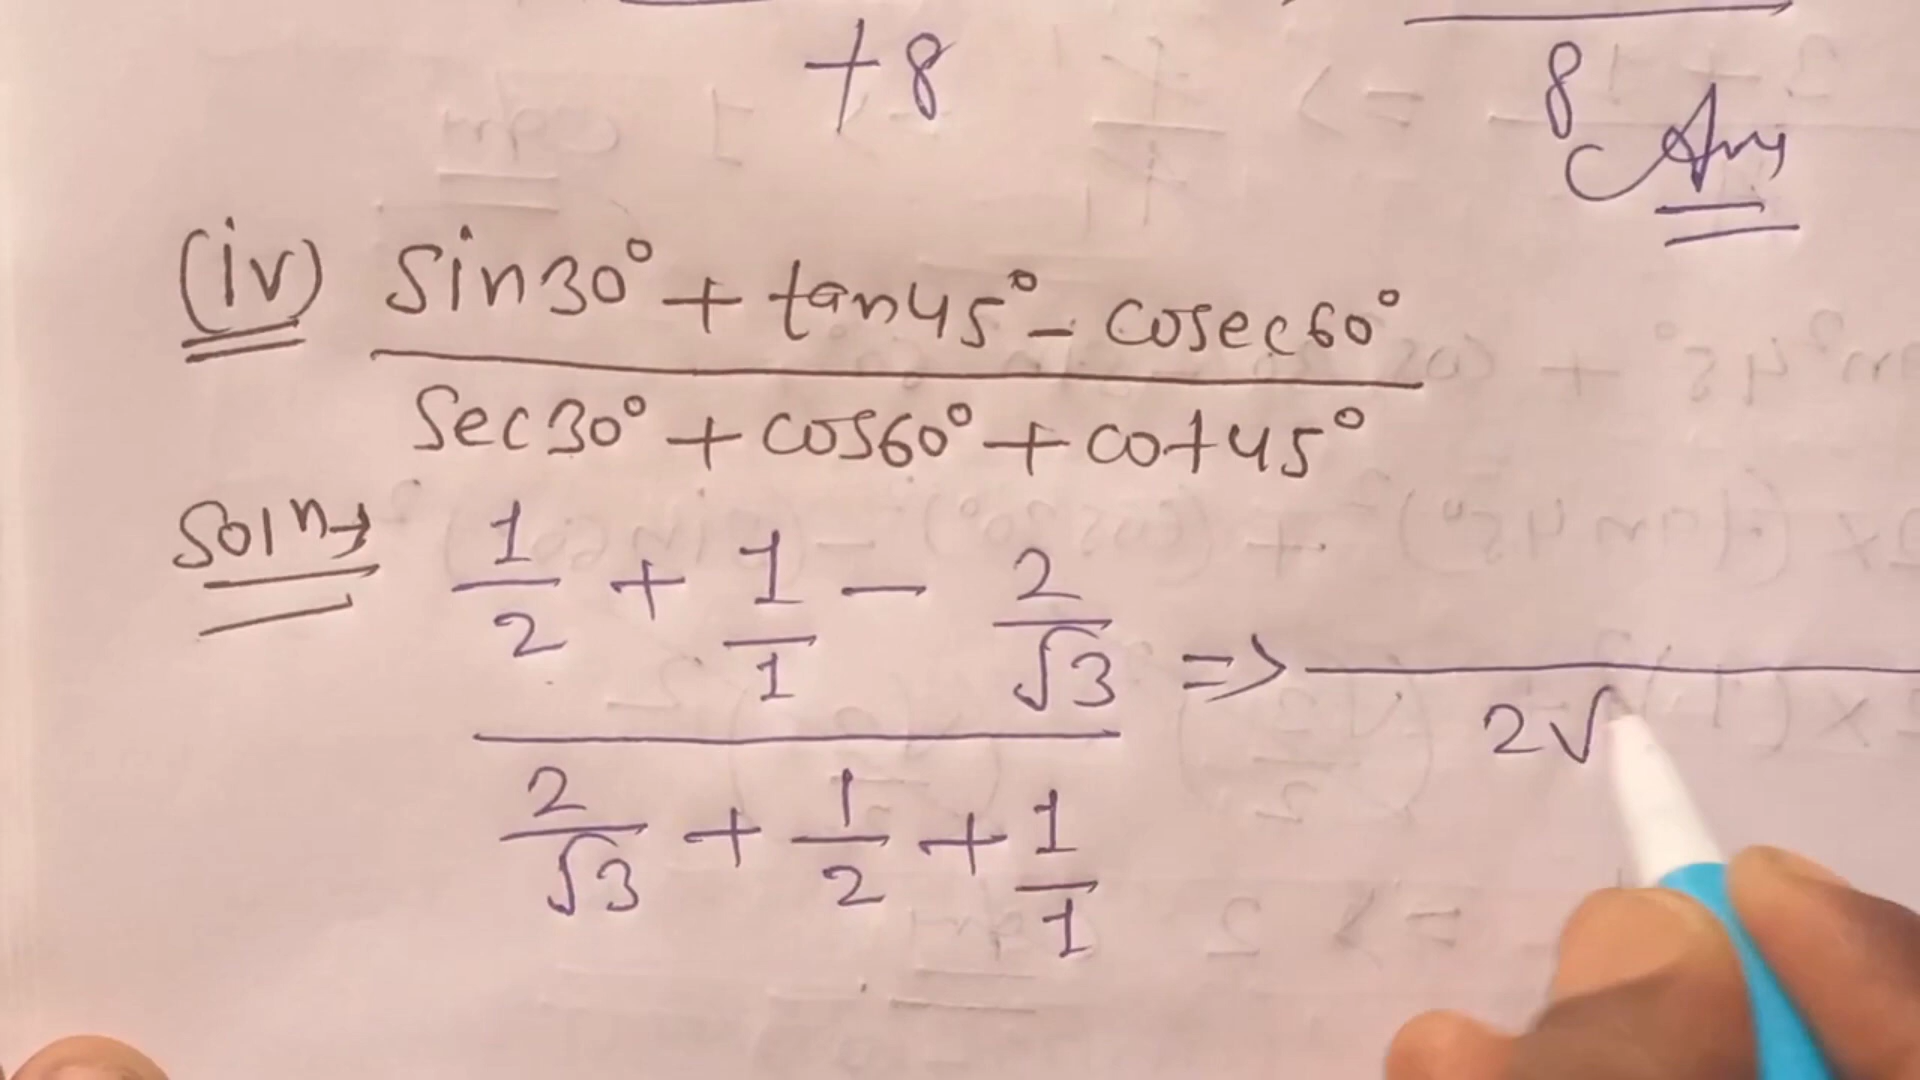 +8
8
Ans
(iv) sin30° + tan45° - cosec60°
sec30° + cos60° + cot45°
Soln→ 1/2 + 1/1 - 2/√3 =>
2√
2/√3 + 1/2 + 1/1